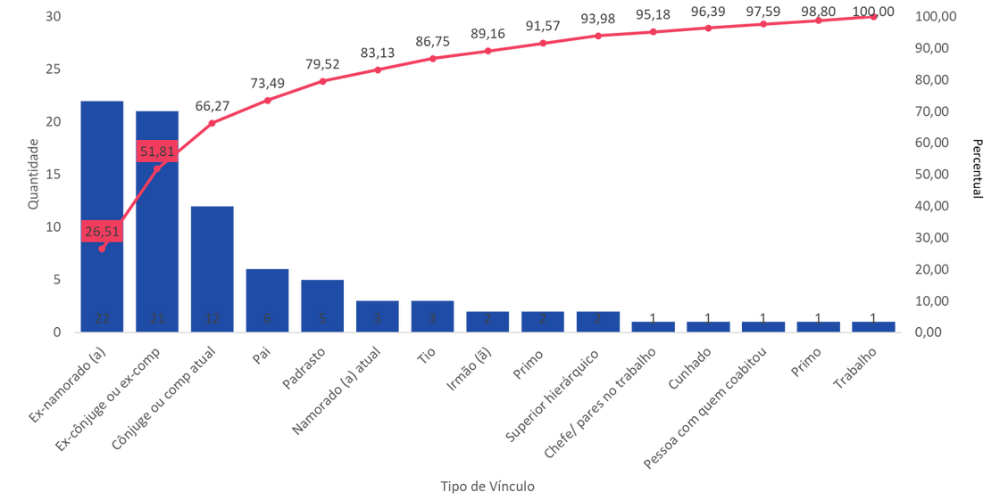 30
25
20
15
10
5
0
Quantidade
26,51
51,81
66,27
73,49
79,52
83,13
86,75
89,16
91,57
93,98
95,18
96,39
97,59
98,80
100,00
100,00
90,00
80,00
70,00
60,00
50,00
40,00
30,00
20,00
10,00
0,00
Percentual
22
21
12
6
5
3
3
2
2
2
1
1
1
1
1
Ex-namorado (a)
Ex-cônjuge ou ex-comp
Cônjuge ou comp atual
Pai
Padrasto
Namorado (a) atual
Tio
Irmão (ã)
Primo
Superior hierárquico
Chefe/ pares no trabalho
Cunhado
Pessoa com quem coabitou
Primo
Trabalho
Tipo de Vínculo